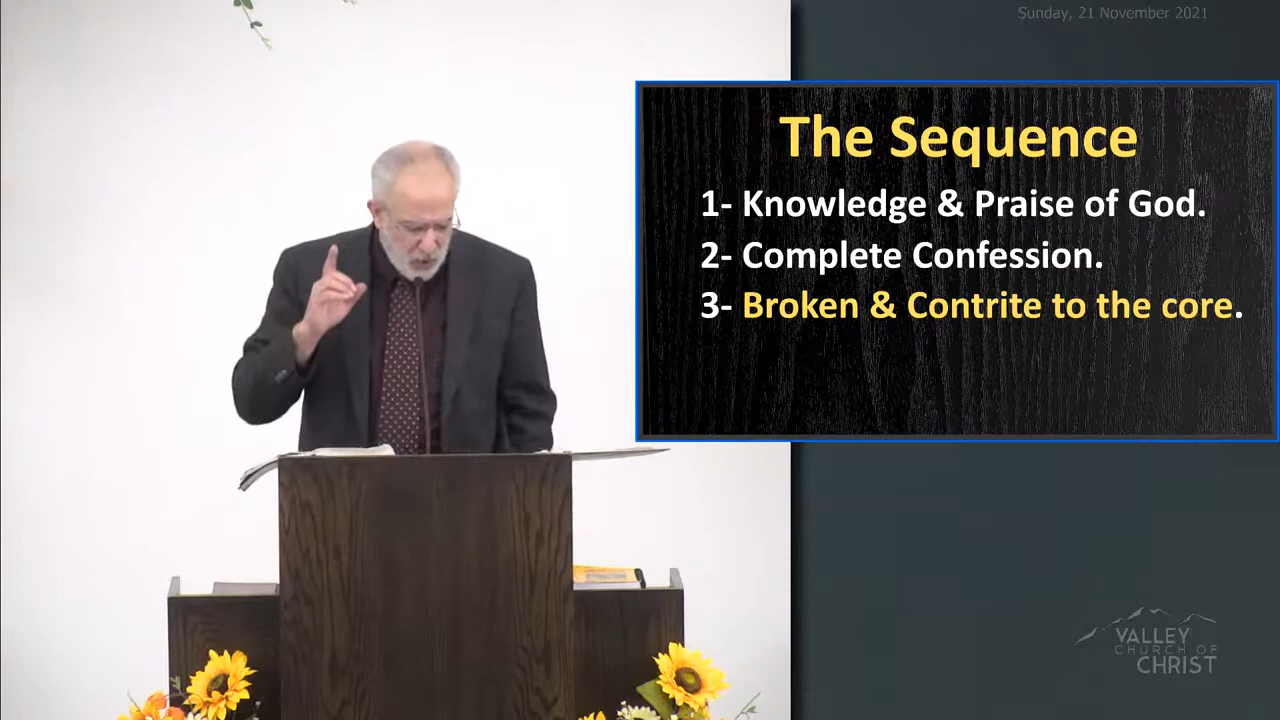 Sunday, 21 November 2021
The Sequence
1- Knowledge & Praise of God.
2- Complete Confession.
3- Broken & Contrite to the core.
VALLEY
CHURCH OF
CHRIST